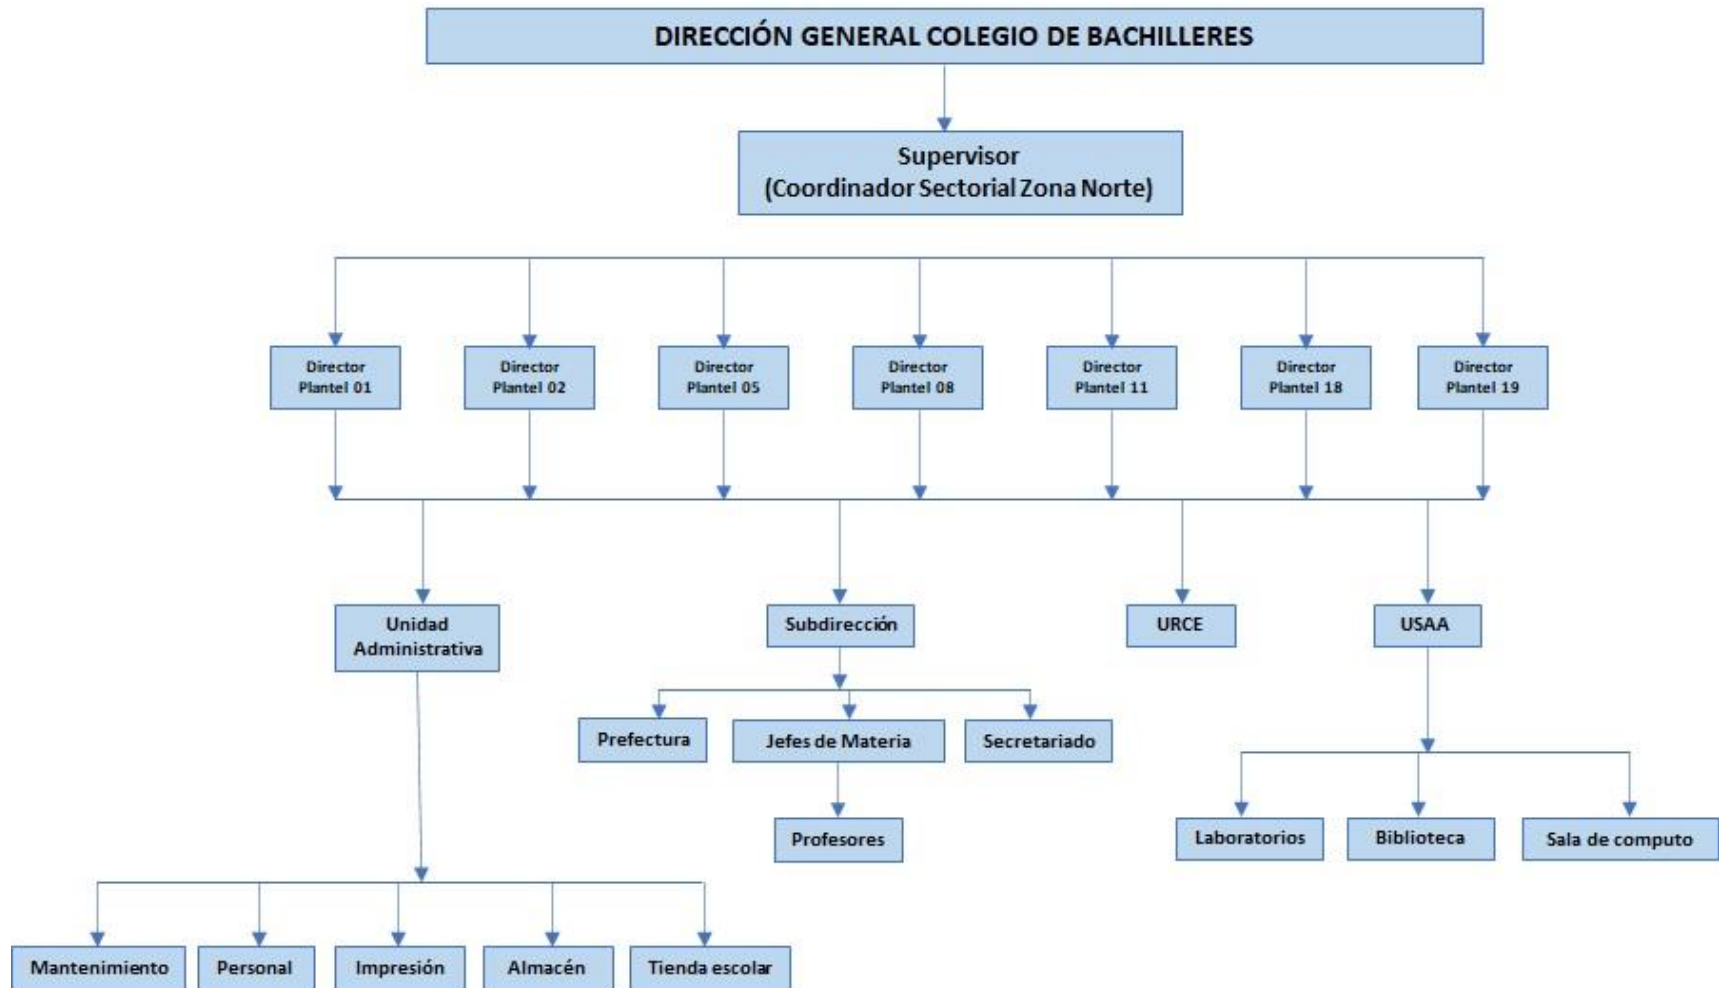 DIRECCIÓN GENERAL COLEGIO DE BACHILLERES
Supervisor
(Coordinador Sectorial Zona Norte)
Director
Plantel 01
Director
Plantel 02
Director
Plantel 05
Director
Plantel 08
Director
Plantel 11
Director
Plantel 18
Director
Plantel 19
Unidad
Administrativa
Subdirección
URCE
USAA
Prefectura
Jefes de Materia
Secretariado
Profesores
Laboratorios
Biblioteca
Sala de computo
Mantenimiento
Personal
Impresión
Almacén
Tienda escolar